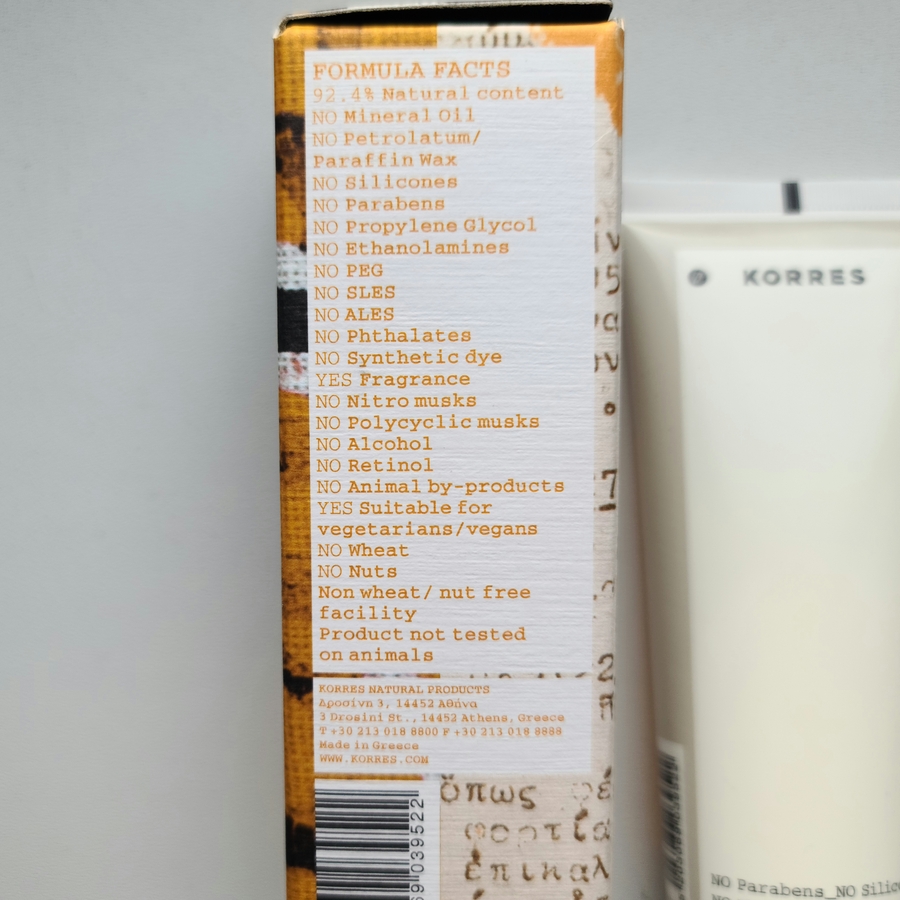 FORMULA FACTS
92.4% Natural content
NO Mineral Oil
NO Petrolatum/
Paraffin Wax
NO Silicones
NO Parabens
NO Propylene Glycol
NO Ethanolamines
NO PEG
NO SLES
NO ALES
NO Phthalates
NO Synthetic dye
YES Fragrance
NO Nitro musks
NO Polycyclic musks
NO Alcohol
NO Retinol
NO Animal by-products
YES Suitable for
vegetarians/vegans
NO Wheat
NO Nuts
Non wheat/ nut free
facility
Product not tested
on animals
KORRES NATURAL PRODUCTS
Δροσίνη 3, 14452 Αθήνα
3 Drosini St., 14452 Athens, Greece
T +30 213 018 8800 F +30 213 018 8888
Made in Greece
WWW.KORRES.COM
039522
ὅπως
φορτία
ἐπικαλ
KORRES
NO Parabens_NO Silico